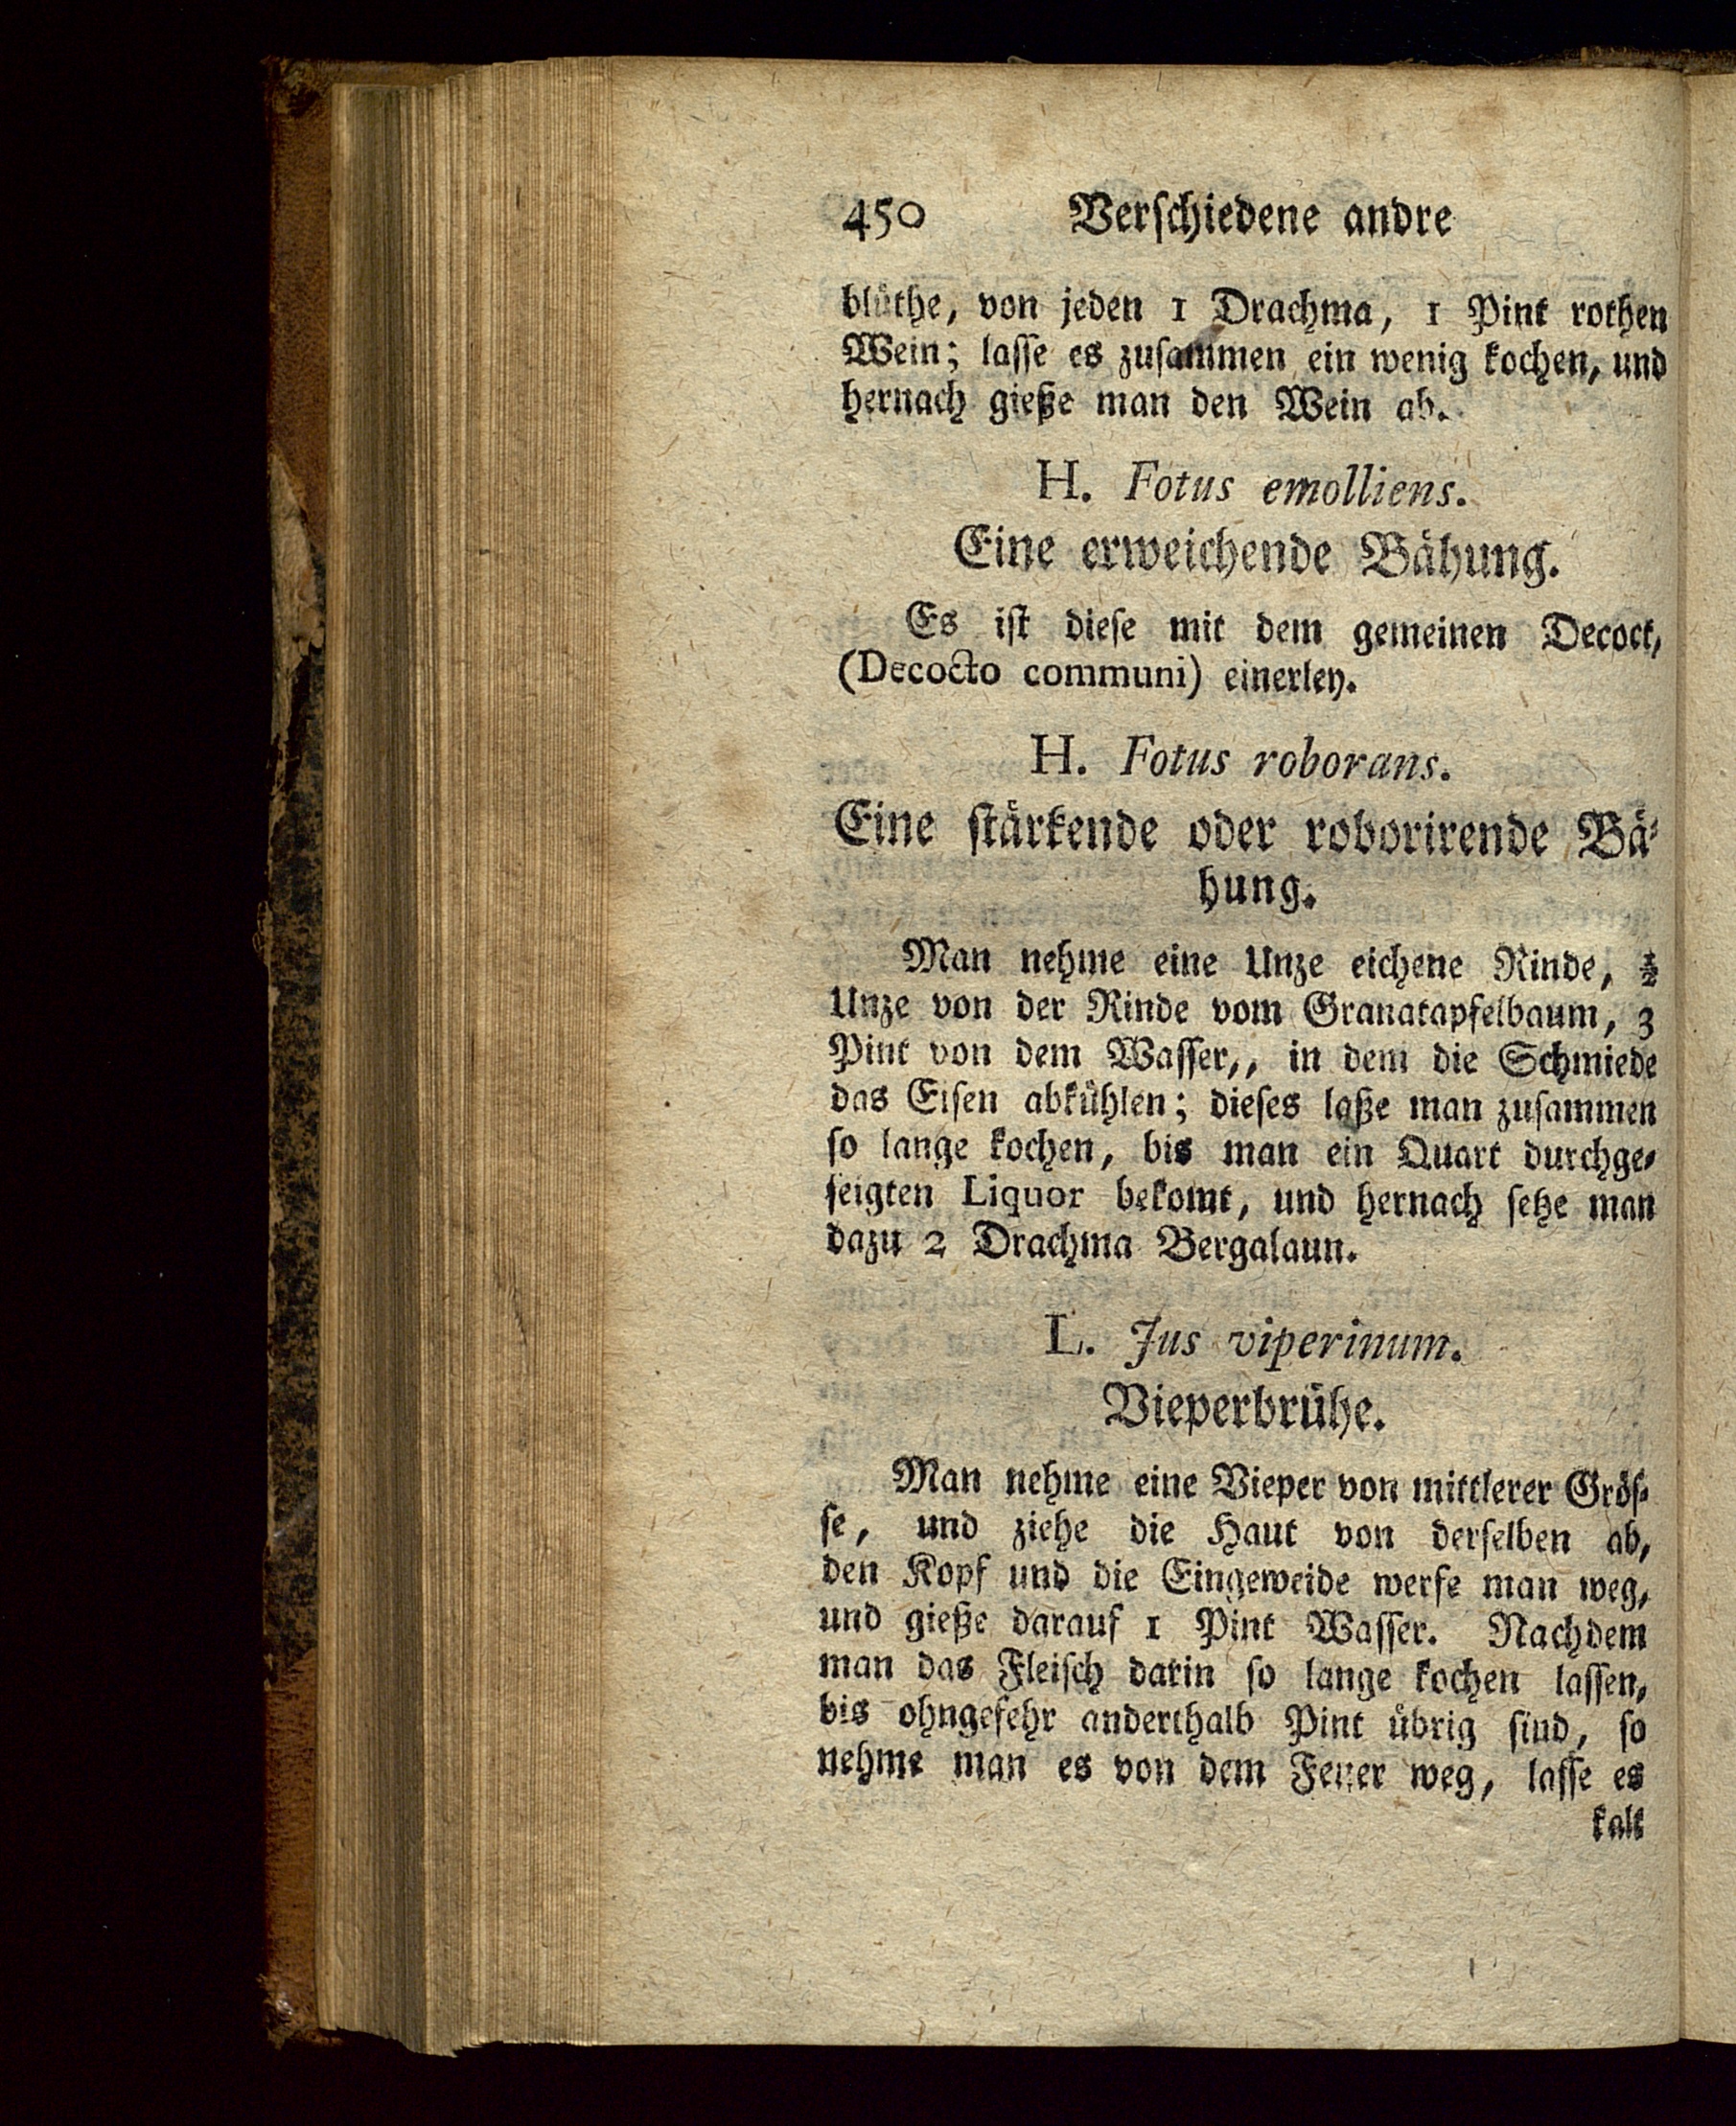 450 Verschiedene andre
blüthe, von jeden 1 Drachma, 1 Pint rothen
Wein; lasse es zusammen ein wenig kochen, und
hernach gieße man den Wein ab.
H. Fotus emolliens.
Eine erweichende Bähung.
Es ist diese mit dem gemeinen Decoct,
(Decocto communi) einerley.
H. Fotus roborans.
Eine stärkende oder roborirende Bä-
hung.
Man nehme eine Unze eichene Rinde, ½
Unze von der Rinde vom Granatapfelbaum, 3
Pint von dem Wasser,, in dem die Schmiede
das Eisen abkühlen; dieses laße man zusammen
so lange kochen, bis man ein Quart durchge-
seigten Liquor bekomt, und hernach setze man
dazu 2 Drachma Bergalaun.
L. Jus viperinum.
Vieperbrühe.
Man nehme eine Vieper von mittlerer Grös-
se, und ziehe die Haut von derselben ab,
den Kopf und die Eingeweide werfe man weg,
und gieße darauf 1 Pint Wasser. Nachdem
man das Fleisch darin so lange kochen lassen,
bis ohngefehr anderthalb Pint übrig sind, so
nehme man es von dem Feuer weg, lasse es
kalt